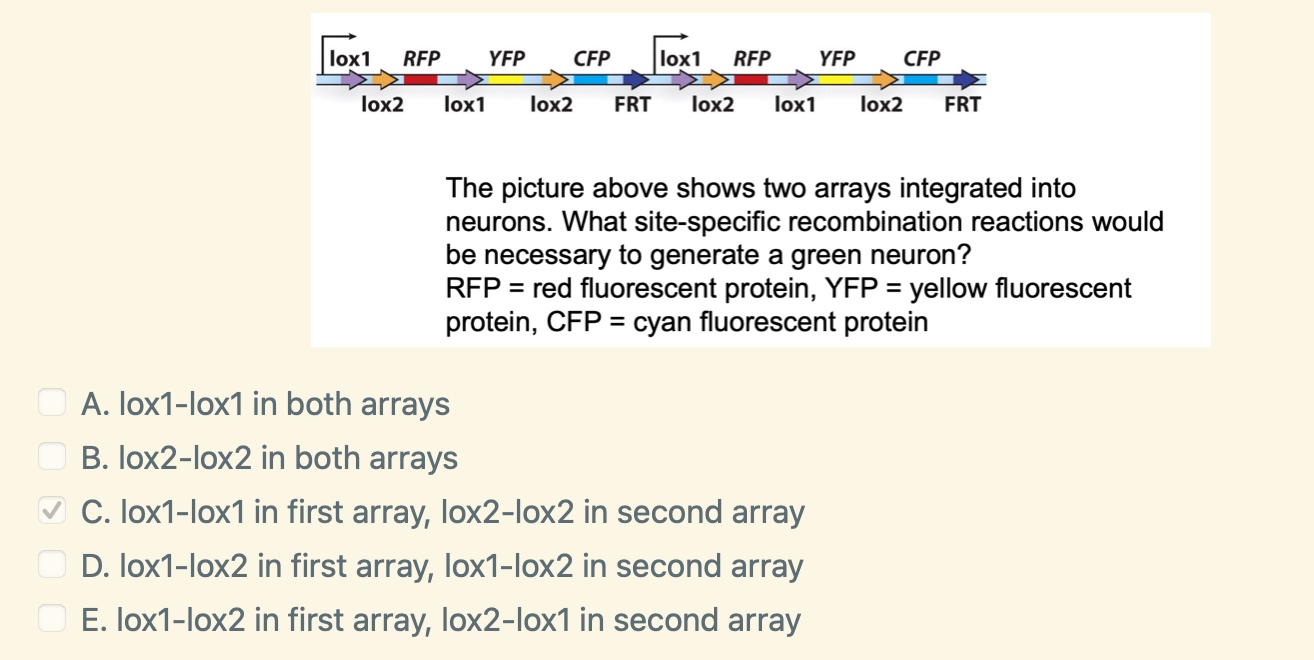 lox1 RFP YFP CFP lox1 RFP YFP CFP
lox2 lox1 lox2 FRT lox2 lox1 lox2 FRT
The picture above shows two arrays integrated into
neurons. What site-specific recombination reactions would
be necessary to generate a green neuron?
RFP = red fluorescent protein, YFP = yellow fluorescent
protein, CFP = cyan fluorescent protein
A. lox1-lox1 in both arrays
B. lox2-lox2 in both arrays
C. lox1-lox1 in first array, lox2-lox2 in second array
D. lox1-lox2 in first array, lox1-lox2 in second array
E. lox1-lox2 in first array, lox2-lox1 in second array